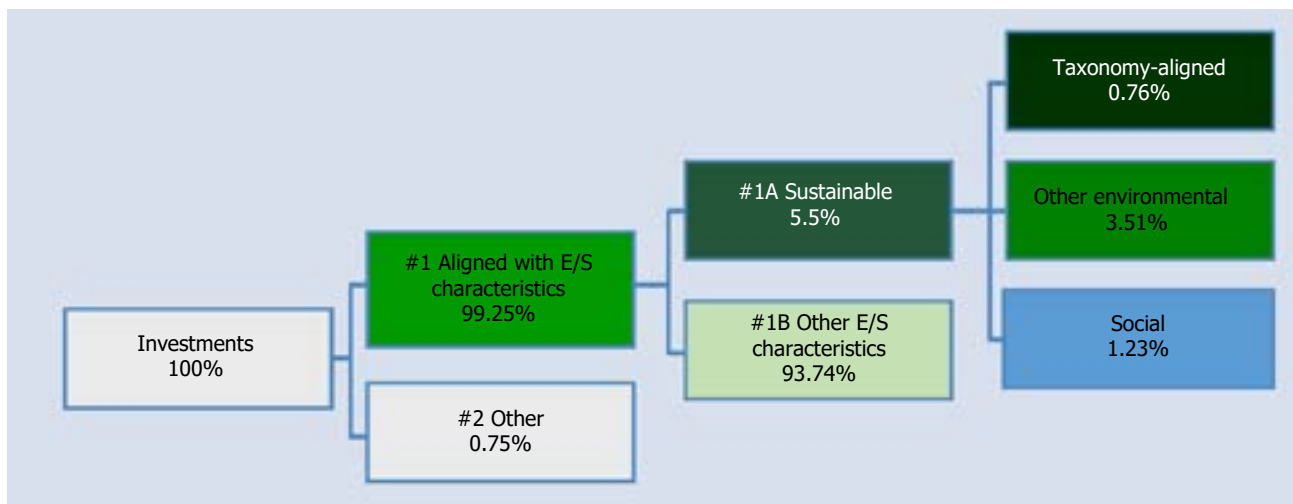 Investments
100%
#1 Aligned with E/S
characteristics
99.25%
#2 Other
0.75%
#1A Sustainable
5.5%
#1B Other E/S
characteristics
93.74%
Taxonomy-aligned
0.76%
Other environmental
3.51%
Social
1.23%